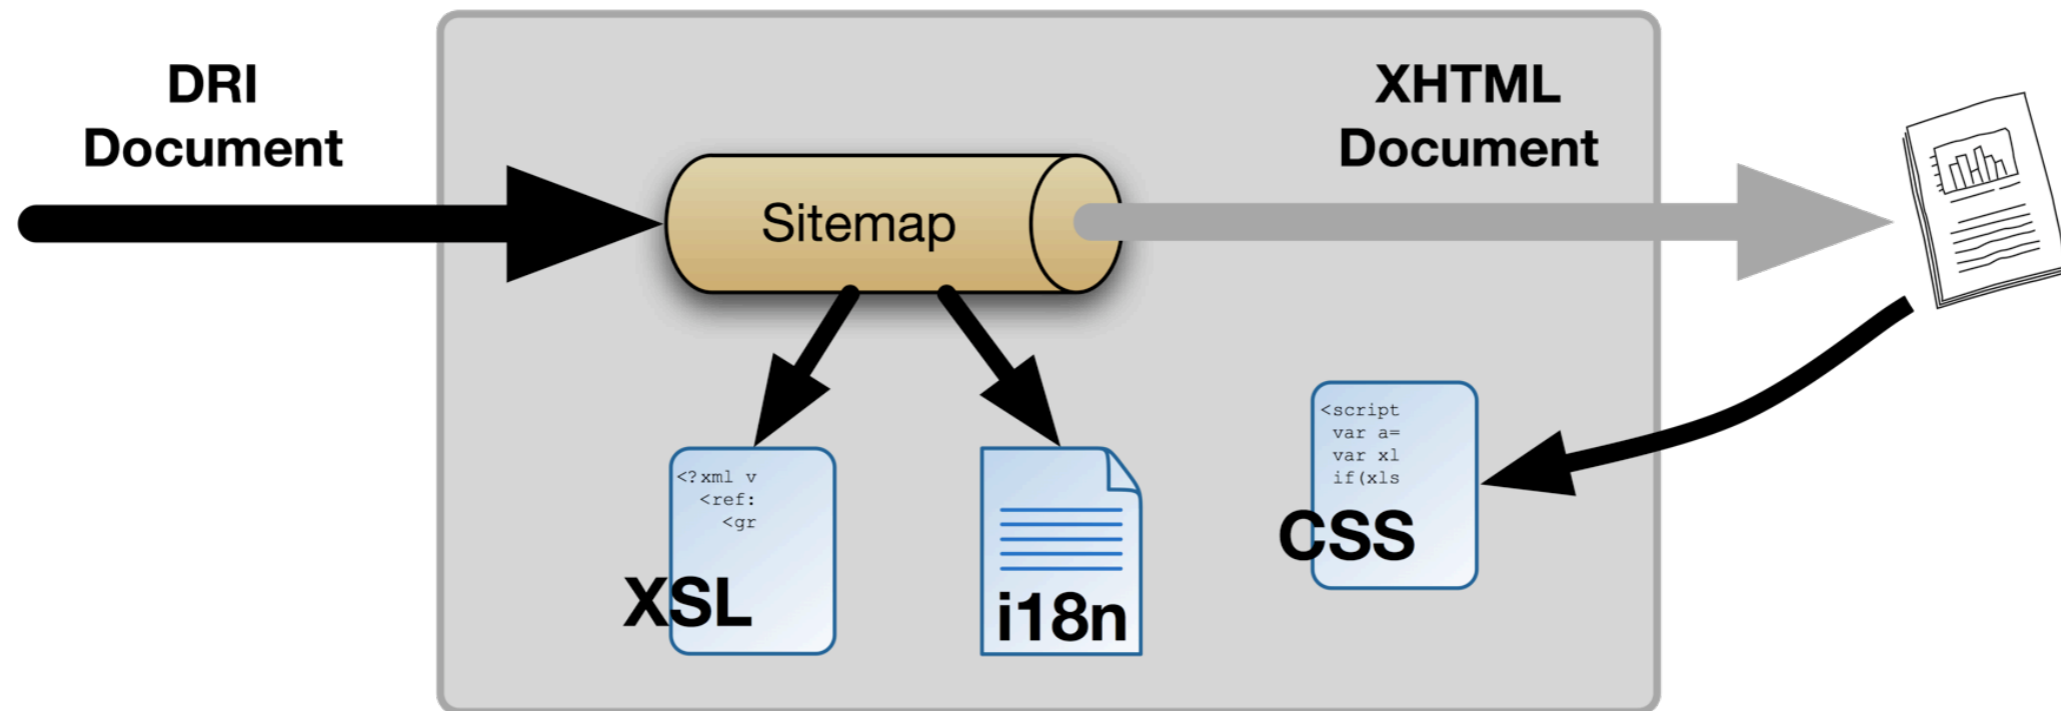 DRI
Document
XHTML
Document
Sitemap
<?xml v
<ref:
<gr
XSL
i18n
<script
var a=
var xl
if(xls
CSS